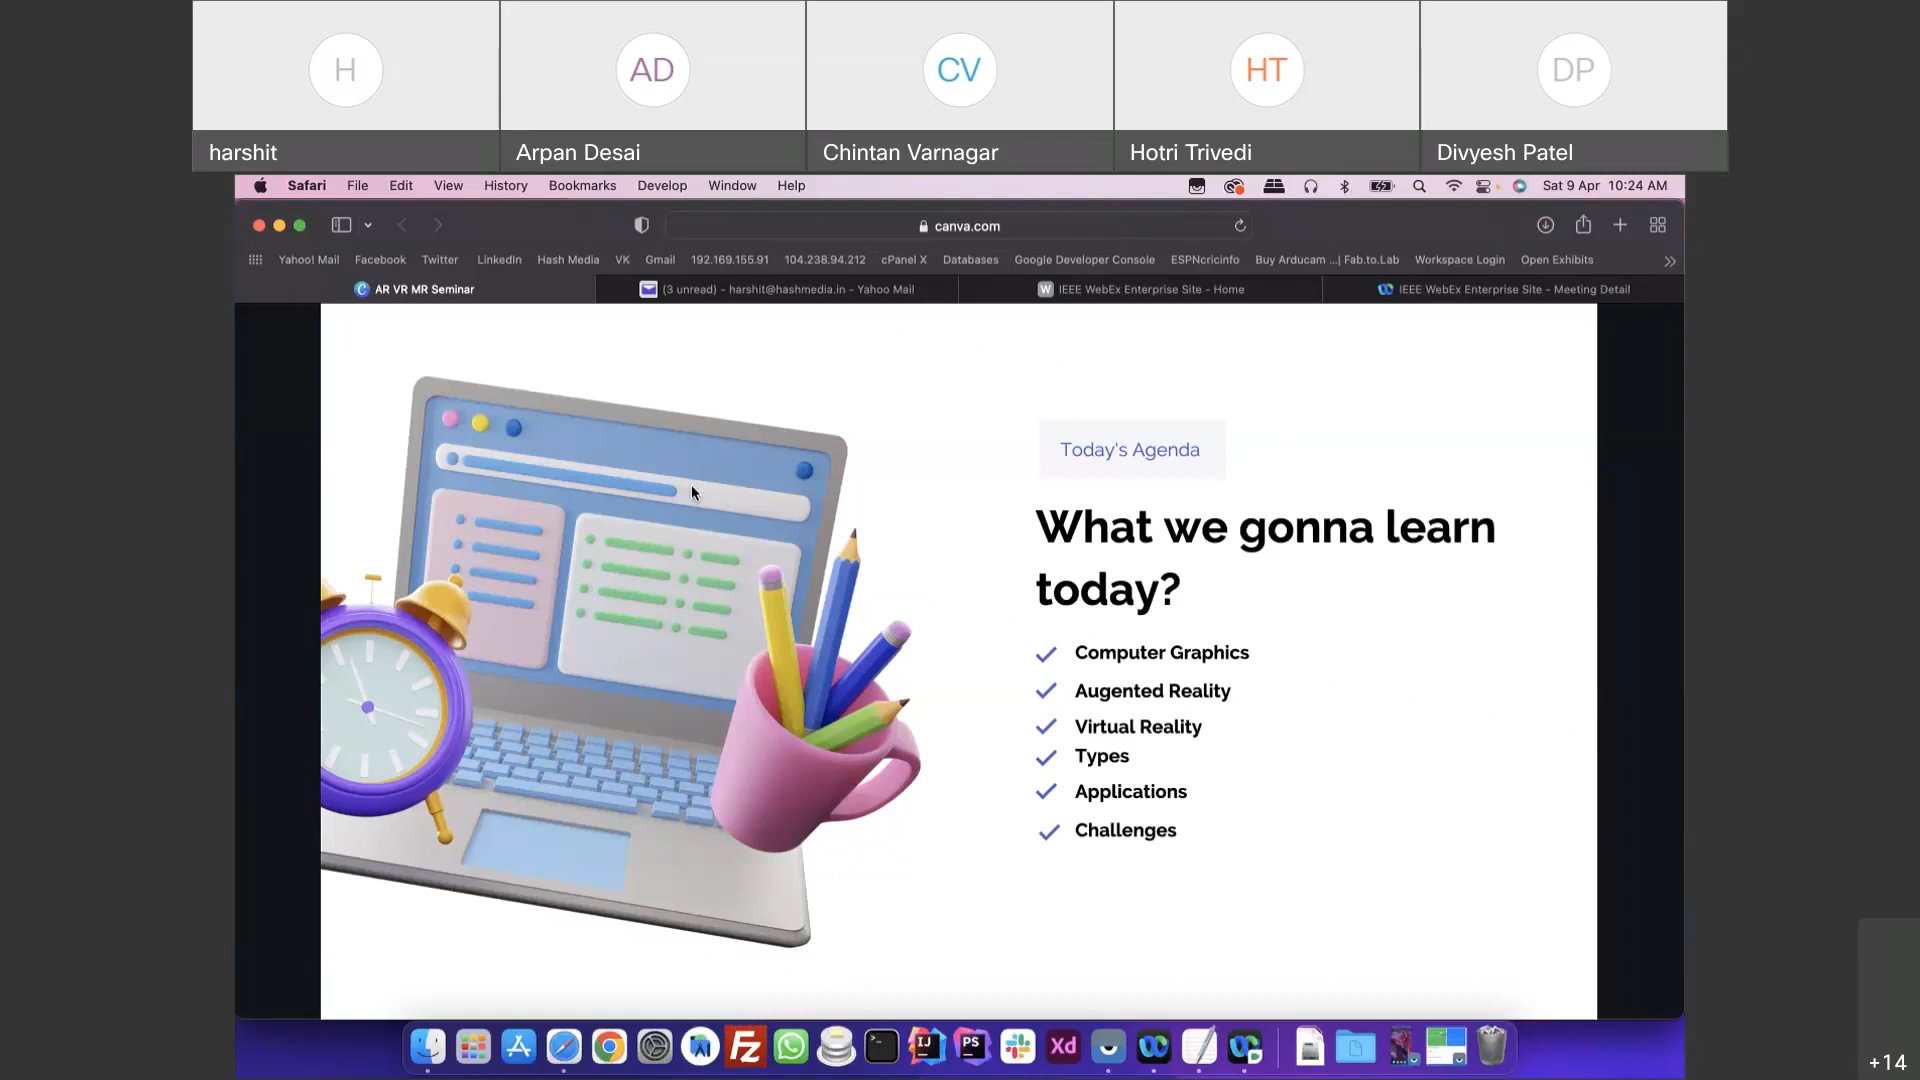 H
AD
CV
HT
DP
harshit
Arpan Desai
Chintan Varnagar
Hotri Trivedi
Divyesh Patel
Safari File Edit View History Bookmarks Develop Window Help
Sat 9 Apr 10:24 AM
canva.com
Yahoo! Mail Facebook Twitter LinkedIn Hash Media VK Gmail 192.169.155.91 104.238.94.212 cPanel X Databases Google Developer Console ESPNcricinfo Buy Arducam ...| Fab.to.Lab Workspace Login Open Exhibits
AR VR MR Seminar
(3 unread) - harshit@hashmedia.in - Yahoo Mail
W IEEE WebEx Enterprise Site - Home
IEEE WebEx Enterprise Site - Meeting Detail
Today's Agenda
What we gonna learn
today?
Computer Graphics
Augented Reality
Virtual Reality
Types
Applications
Challenges
FZ
IJ
PS
Xd
+14